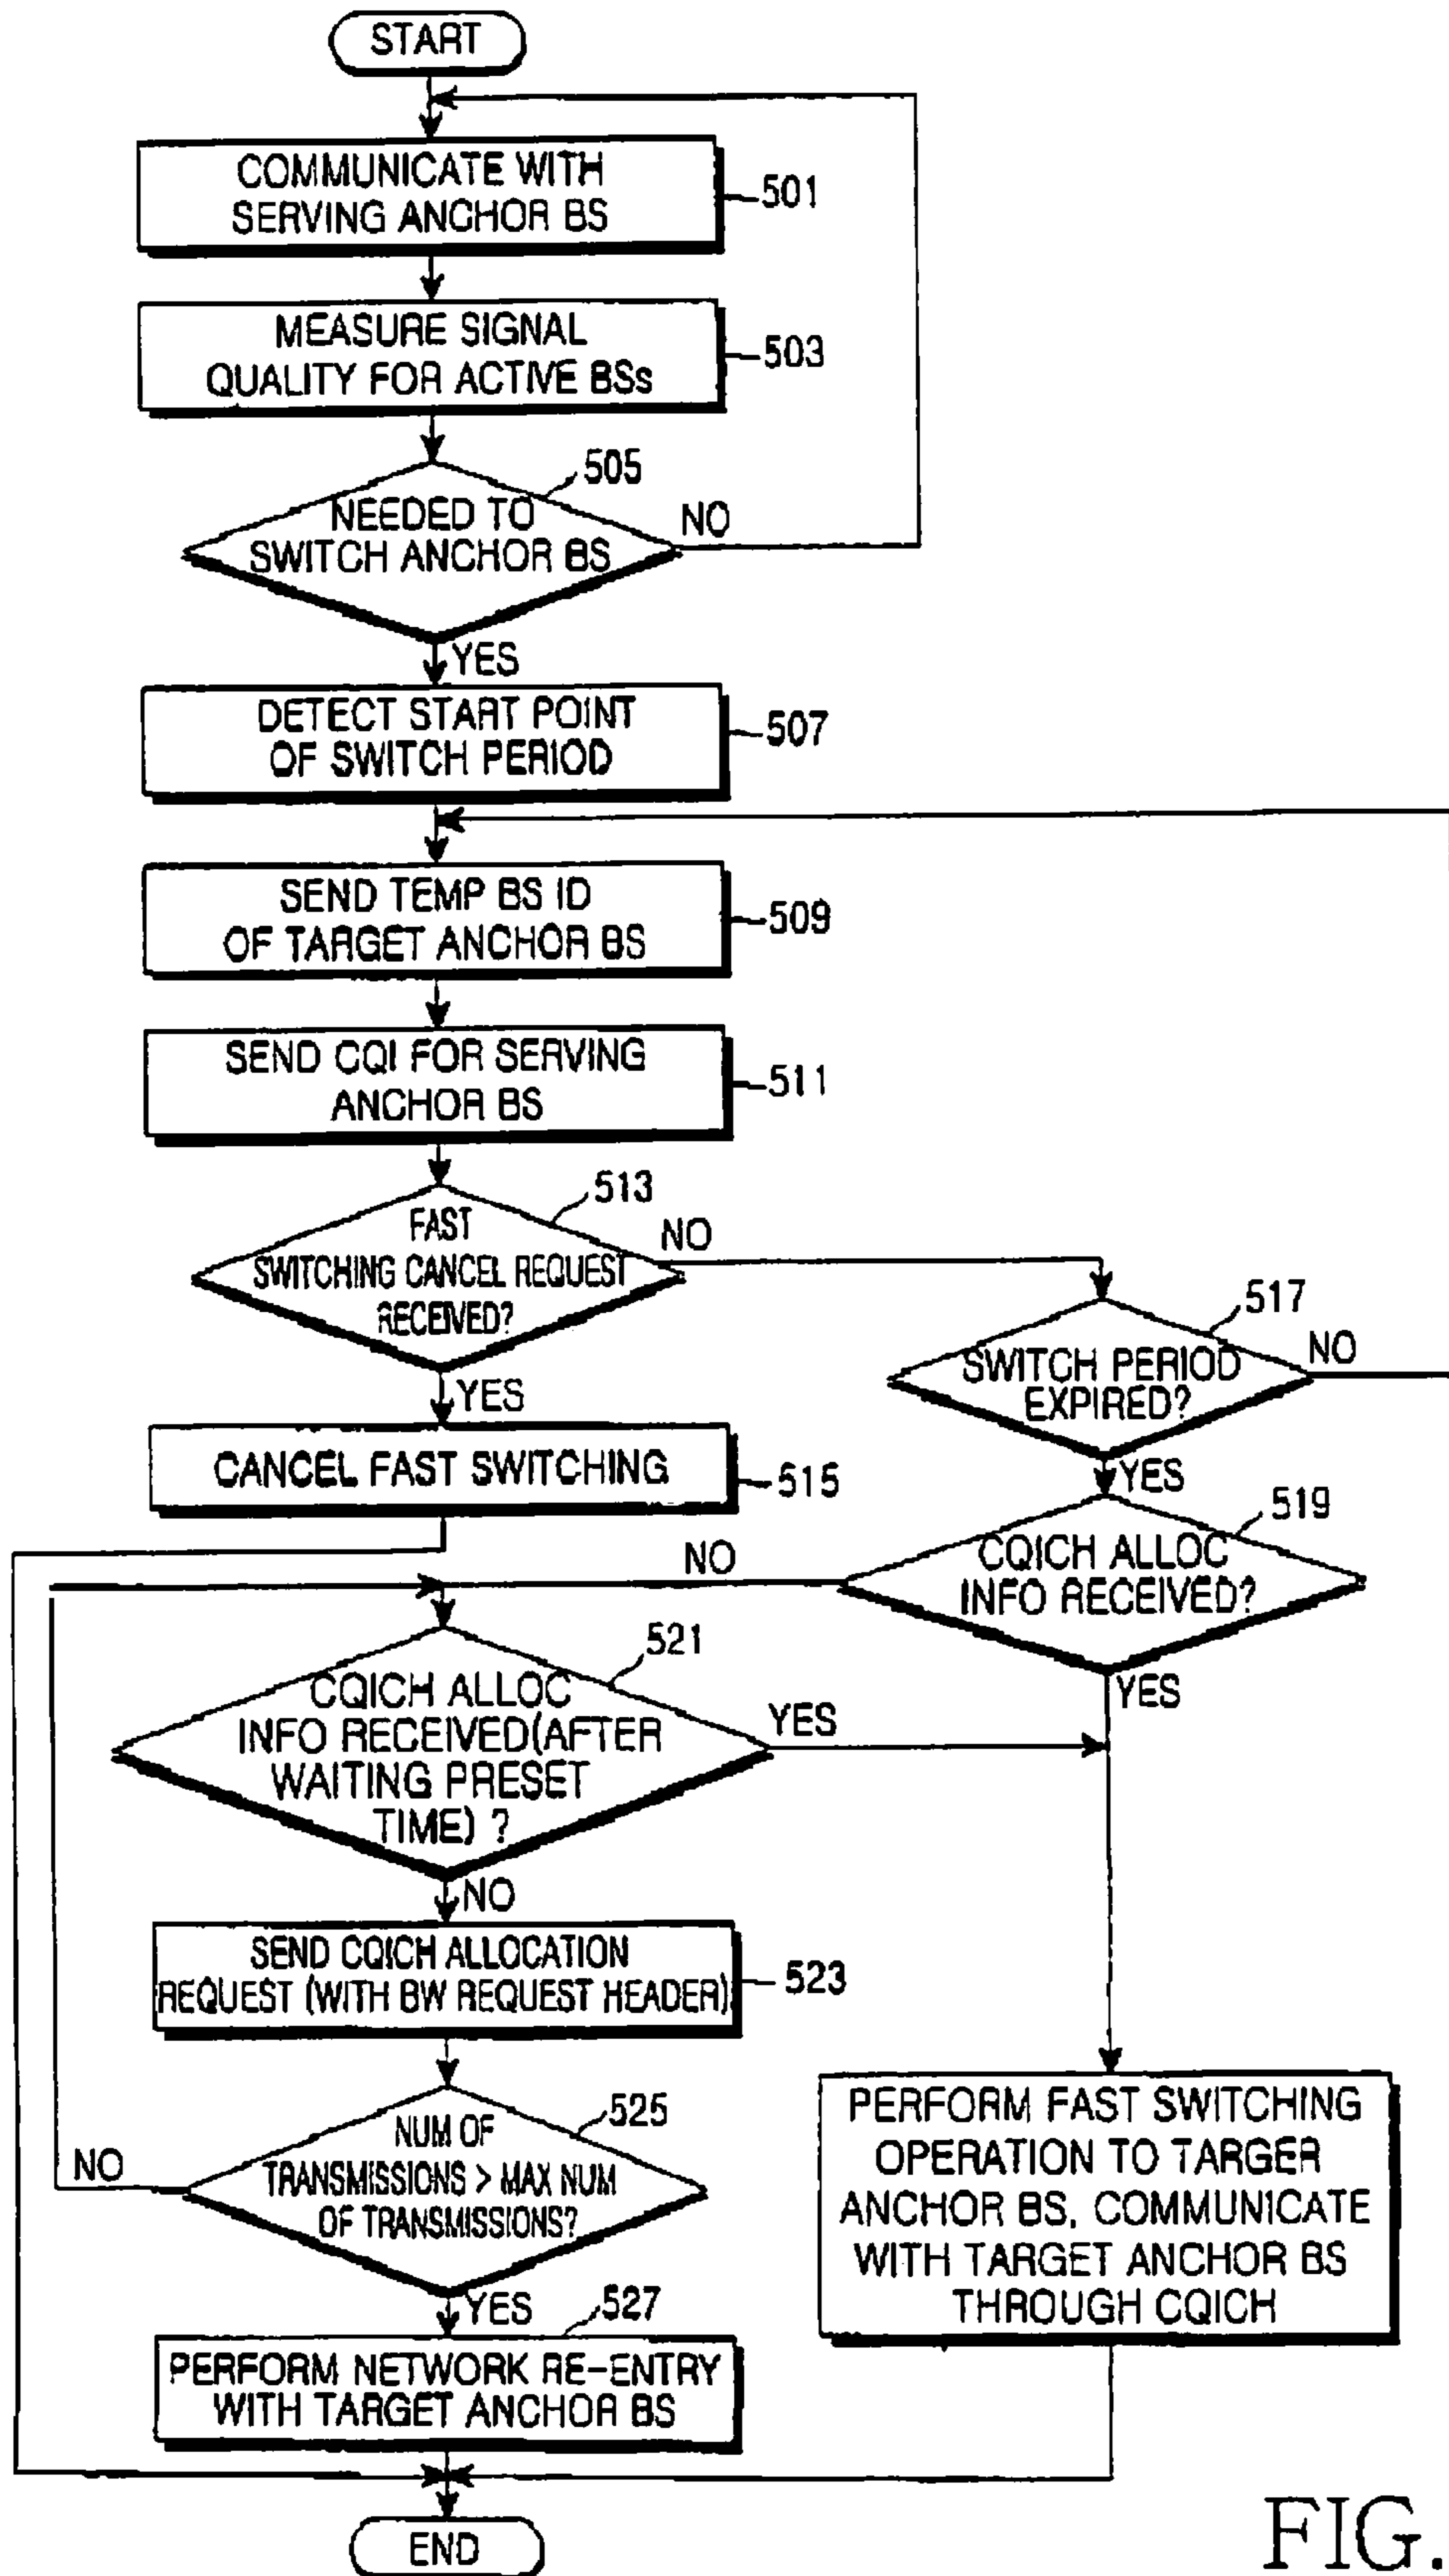 START
COMMUNICATE WITH
SERVING ANCHOR BS
501
MEASURE SIGNAL
QUALITY FOR ACTIVE BSs
503
505
NEEDED TO
SWITCH ANCHOR BS
NO
YES
DETECT START POINT
OF SWITCH PERIOD
507
SEND TEMP BS ID
OF TARGET ANCHOR BS
509
SEND CQI FOR SERVING
ANCHOR BS
511
513
FAST
SWITCHING CANCEL REQUEST
RECEIVED?
NO
YES
517
SWITCH PERIOD
EXPIRED?
NO
YES
CANCEL FAST SWITCHING
515
519
CQICH ALLOC
INFO RECEIVED?
NO
YES
521
CQICH ALLOC
INFO RECEIVED(AFTER
WAITING PRESET
TIME) ?
YES
NO
SEND CQICH ALLOCATION
REQUEST (WITH BW REQUEST HEADER)
523
525
NUM OF
TRANSMISSIONS > MAX NUM
OF TRANSMISSIONS?
NO
YES
PERFORM FAST SWITCHING
OPERATION TO TARGER
ANCHOR BS, COMMUNICATE
WITH TARGET ANCHOR BS
THROUGH CQICH
527
PERFORM NETWORK RE-ENTRY
WITH TARGET ANCHOR BS
END
FIG.